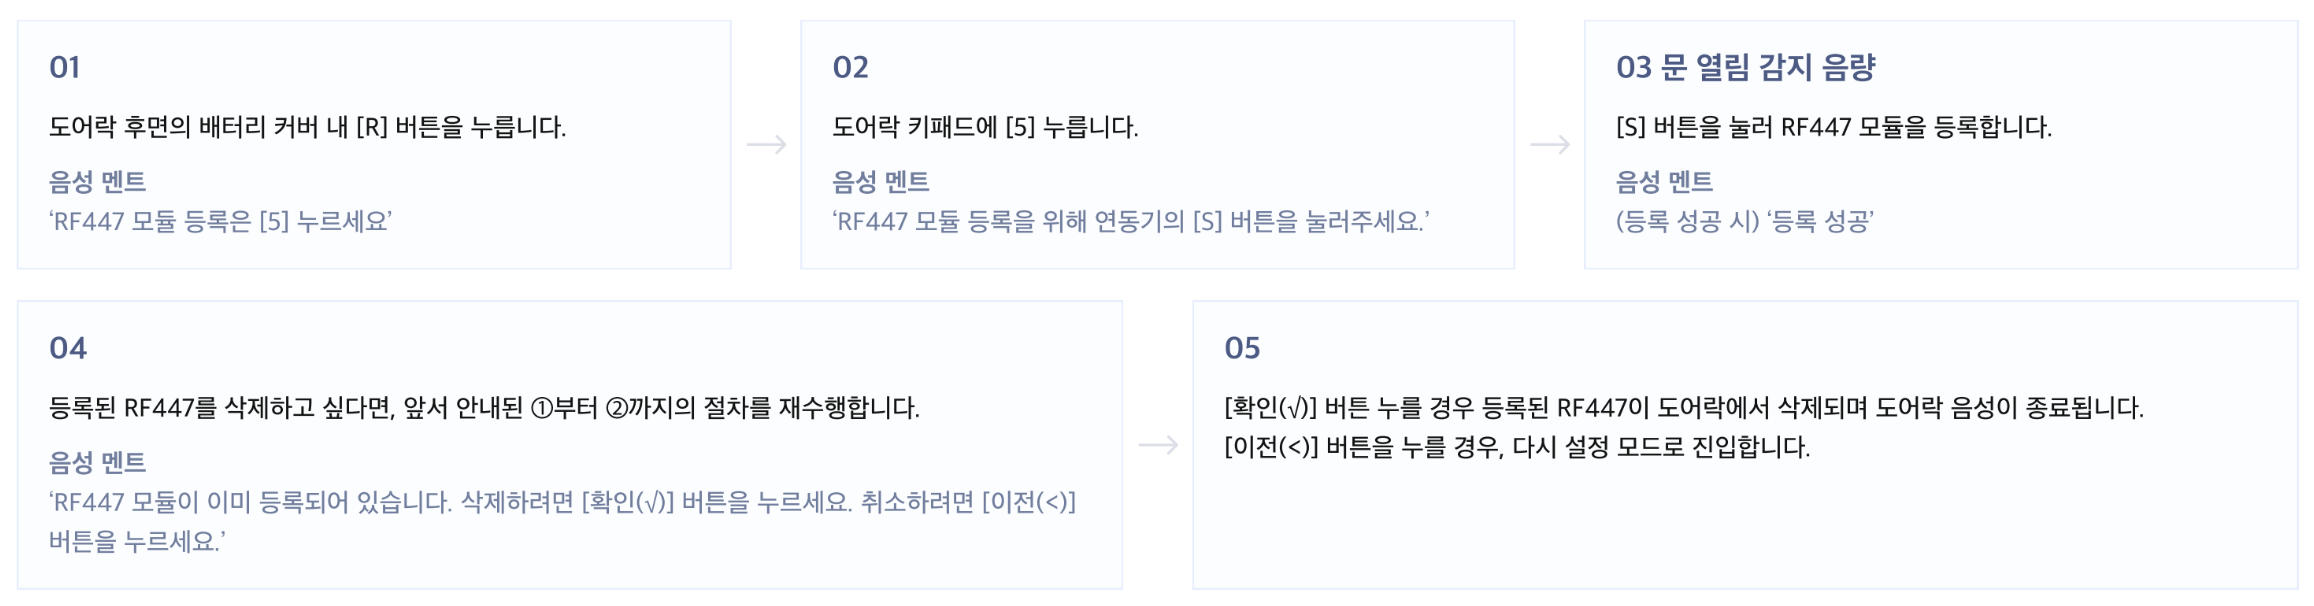 01
도어락 후면의 배터리 커버 내 [R] 버튼을 누릅니다.
음성 멘트
‘RF447 모듈 등록은 [5] 누르세요’
02
도어락 키패드에 [5] 누릅니다.
음성 멘트
‘RF447 모듈 등록을 위해 연동기의 [S] 버튼을 눌러주세요.’
03 문 열림 감지 음량
[S] 버튼을 눌러 RF447 모듈을 등록합니다.
음성 멘트
(등록 성공 시) ‘등록 성공’
04
등록된 RF447를 삭제하고 싶다면, 앞서 안내된 ①부터 ②까지의 절차를 재수행합니다.
음성 멘트
‘RF447 모듈이 이미 등록되어 있습니다. 삭제하려면 [확인(√)] 버튼을 누르세요. 취소하려면 [이전(<)]
버튼을 누르세요.’
05
[확인(√)] 버튼 누를 경우 등록된 RF447이 도어락에서 삭제되며 도어락 음성이 종료됩니다.
[이전(<)] 버튼을 누를 경우, 다시 설정 모드로 진입합니다.